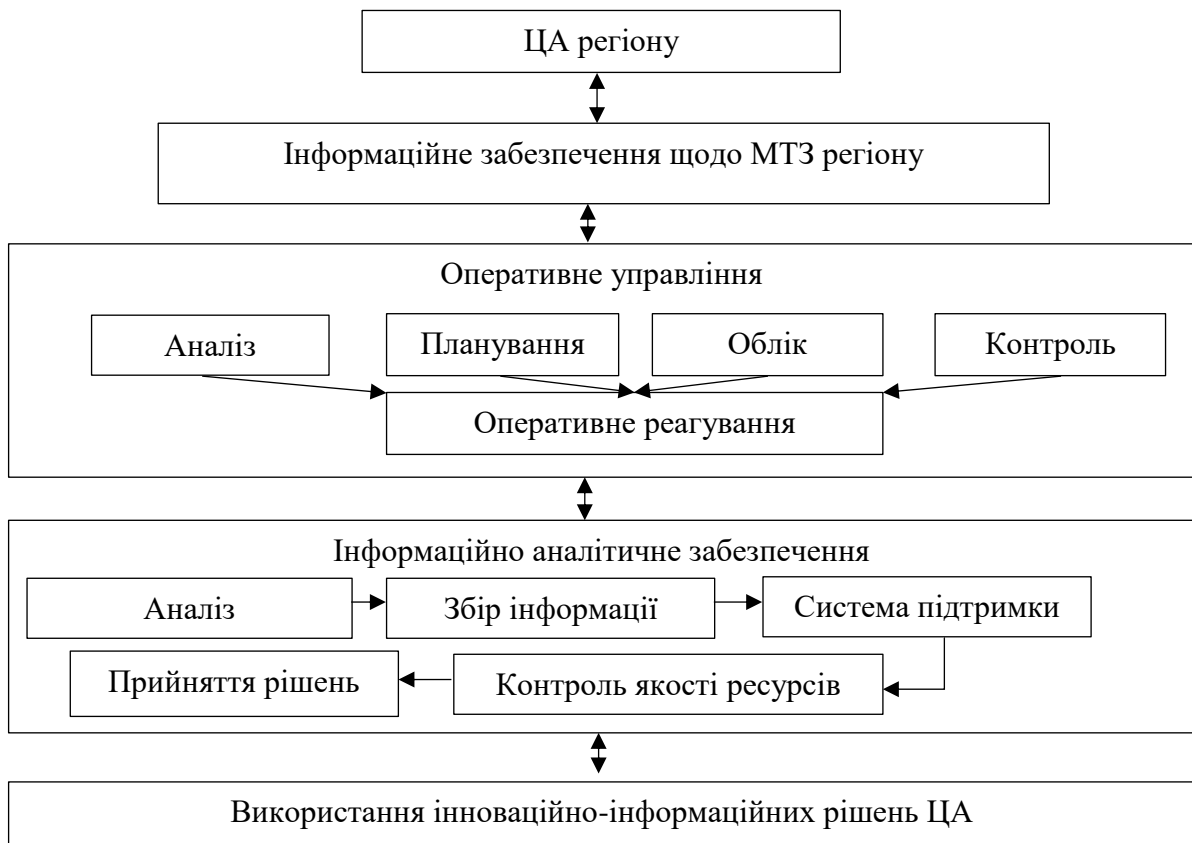 ЦА регіону
Інформаційне забезпечення щодо МТЗ регіону
Оперативне управління
Аналіз
Планування
Облік
Контроль
Оперативне реагування
Інформаційно аналітичне забезпечення
Аналіз
Збір інформації
Система підтримки
Прийняття рішень
Контроль якості ресурсів
Використання інноваційно-інформаційних рішень ЦА